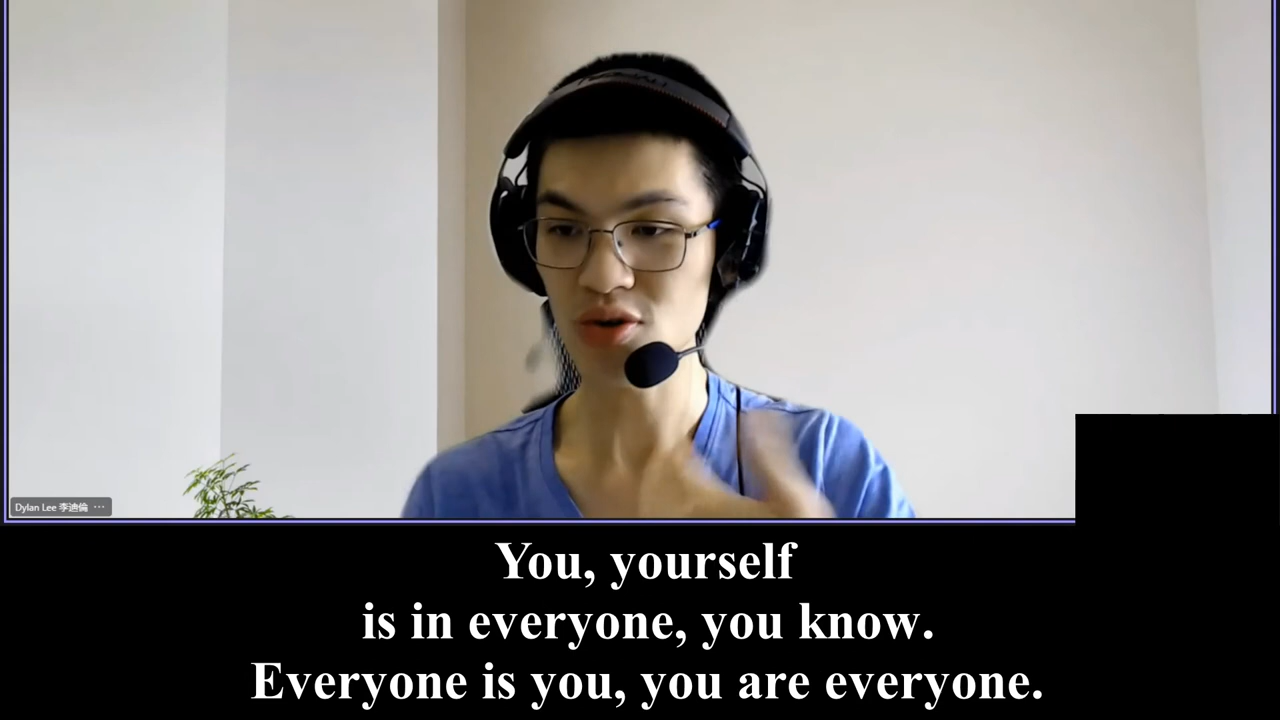 Dylan Lee 李迪倫 ···
You, yourself
is in everyone, you know.
Everyone is you, you are everyone.